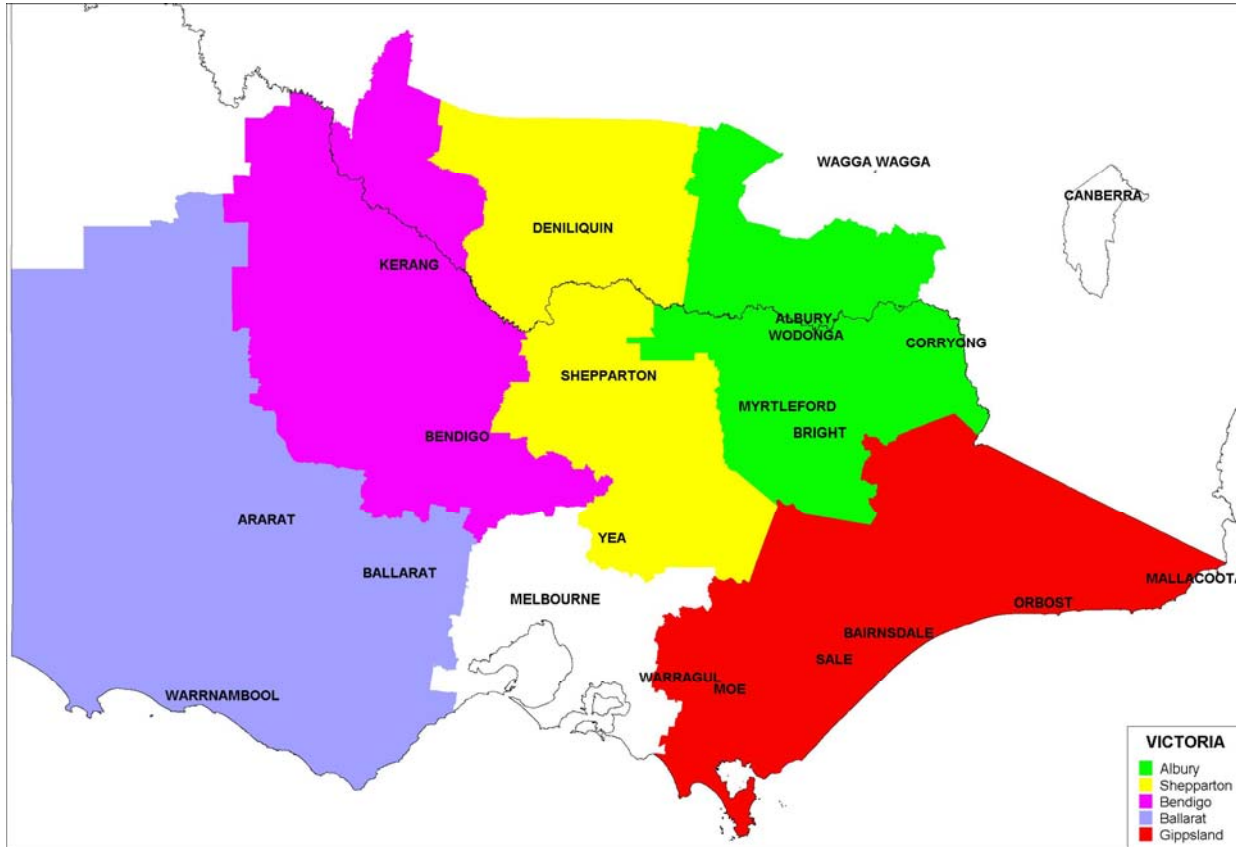 WAGGA WAGGA
CANBERRA
DENILIQUIN
KERANG
ALBURY
WODONGA
CORRYONG
SHEPPARTON
MYRTLEFORD
BRIGHT
BENDIGO
ARARAT
YEA
BALLARAT
MALLACOOTA
MELBOURNE
ORBOST
BAIRNSDALE
SALE
WARRAGUL
MOE
WARRNAMBOOL
VICTORIA
Albury
Shepparton
Bendigo
Ballarat
Gippsland